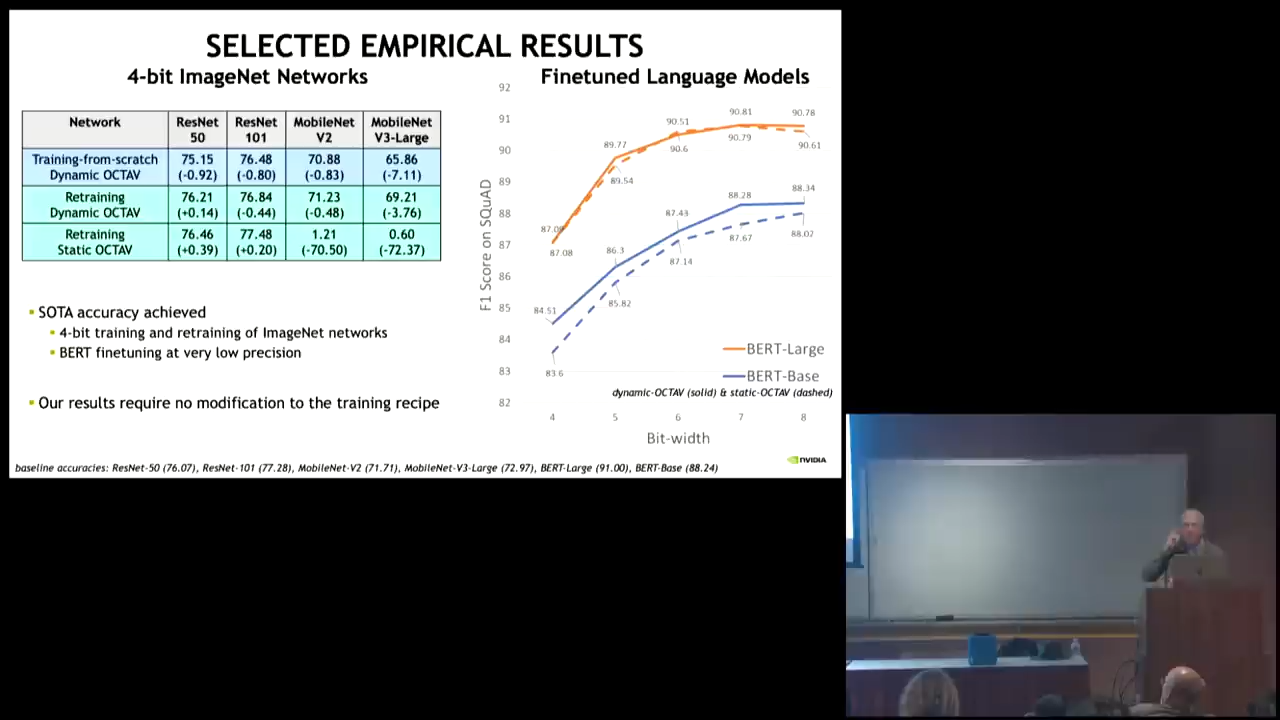 SELECTED EMPIRICAL RESULTS
4-bit ImageNet Networks
Network ResNet 50 ResNet 101 MobileNet V2 MobileNet V3-Large
Training-from-scratch Dynamic OCTAV 75.15 (-0.92) 76.48 (-0.80) 70.88 (-0.83) 65.86 (-7.11)
Retraining Dynamic OCTAV 76.21 (+0.14) 76.84 (-0.44) 71.23 (-0.48) 69.21 (-3.76)
Retraining Static OCTAV 76.46 (+0.39) 77.48 (+0.20) 1.21 (-70.50) 0.60 (-72.37)
SOTA accuracy achieved
4-bit training and retraining of ImageNet networks
BERT finetuning at very low precision
Our results require no modification to the training recipe
Finetuned Language Models
F1 Score on SQuAD
92
91
90
89
88
87
86
85
84
83
82
90.81
90.78
90.51
89.77
90.79
90.61
90.6
89.54
87.08
88.28
88.34
87.43
87.67
88.02
86.3
87.14
85.82
84.51
83.6
BERT-Large
BERT-Base
dynamic-OCTAV (solid) & static-OCTAV (dashed)
4 5 6 7 8
Bit-width
baseline accuracies: ResNet-50 (76.07), ResNet-101 (77.28), MobileNet-V2 (71.71), MobileNet-V3-Large (72.97), BERT-Large (91.00), BERT-Base (88.24)
NVIDIA